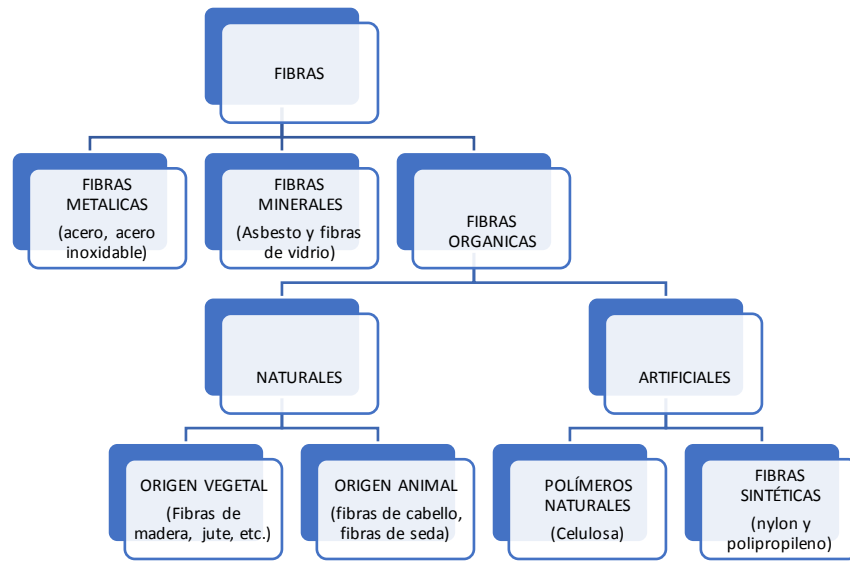 FIBRAS
FIBRAS
METALICAS
(acero, acero
inoxidable)
FIBRAS
MINERALES
(Asbesto y fibras
de vidrio)
FIBRAS
ORGANICAS
NATURALES
ARTIFICIALES
ORIGEN VEGETAL
(Fibras de
madera, jute, etc.)
ORIGEN ANIMAL
(fibras de cabello,
fibras de seda)
POLÍMEROS
NATURALES
(Celulosa)
FIBRAS
SINTÉTICAS
(nylon y
polipropileno)